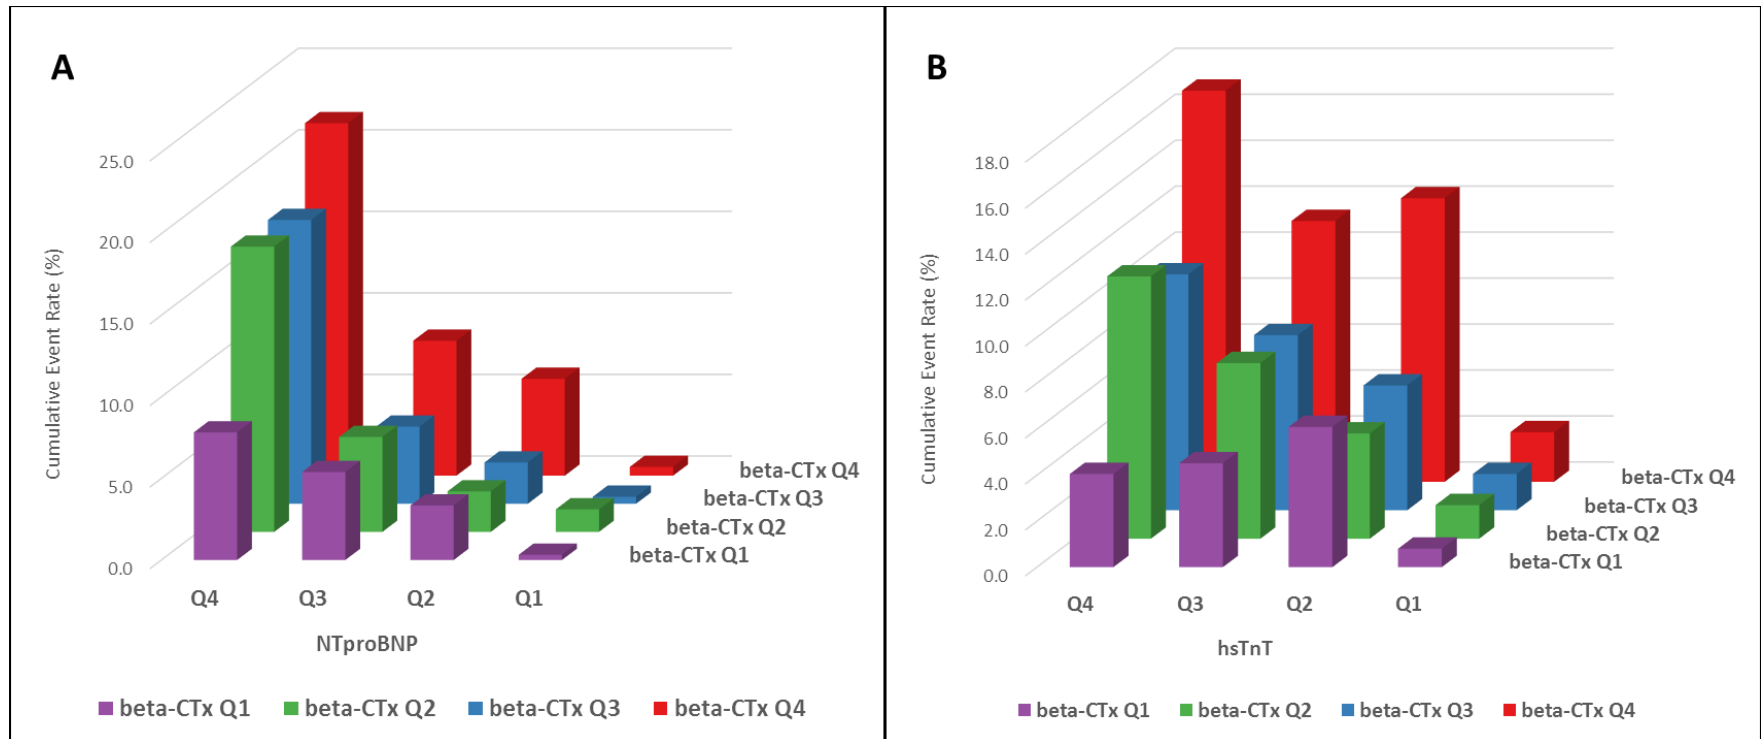 A
25.0
20.0
15.0
10.0
5.0
0.0
Cumulative Event Rate (%)
beta-CTx Q4
beta-CTx Q3
beta-CTx Q2
beta-CTx Q1
Q4 Q3 Q2 Q1
NTproBNP
beta-CTx Q1 beta-CTx Q2 beta-CTx Q3 beta-CTx Q4
B
18.0
16.0
14.0
12.0
10.0
8.0
6.0
4.0
2.0
0.0
Cumulative Event Rate (%)
beta-CTx Q4
beta-CTx Q3
beta-CTx Q2
beta-CTx Q1
Q4 Q3 Q2 Q1
hsTnT
beta-CTx Q1 beta-CTx Q2 beta-CTx Q3 beta-CTx Q4